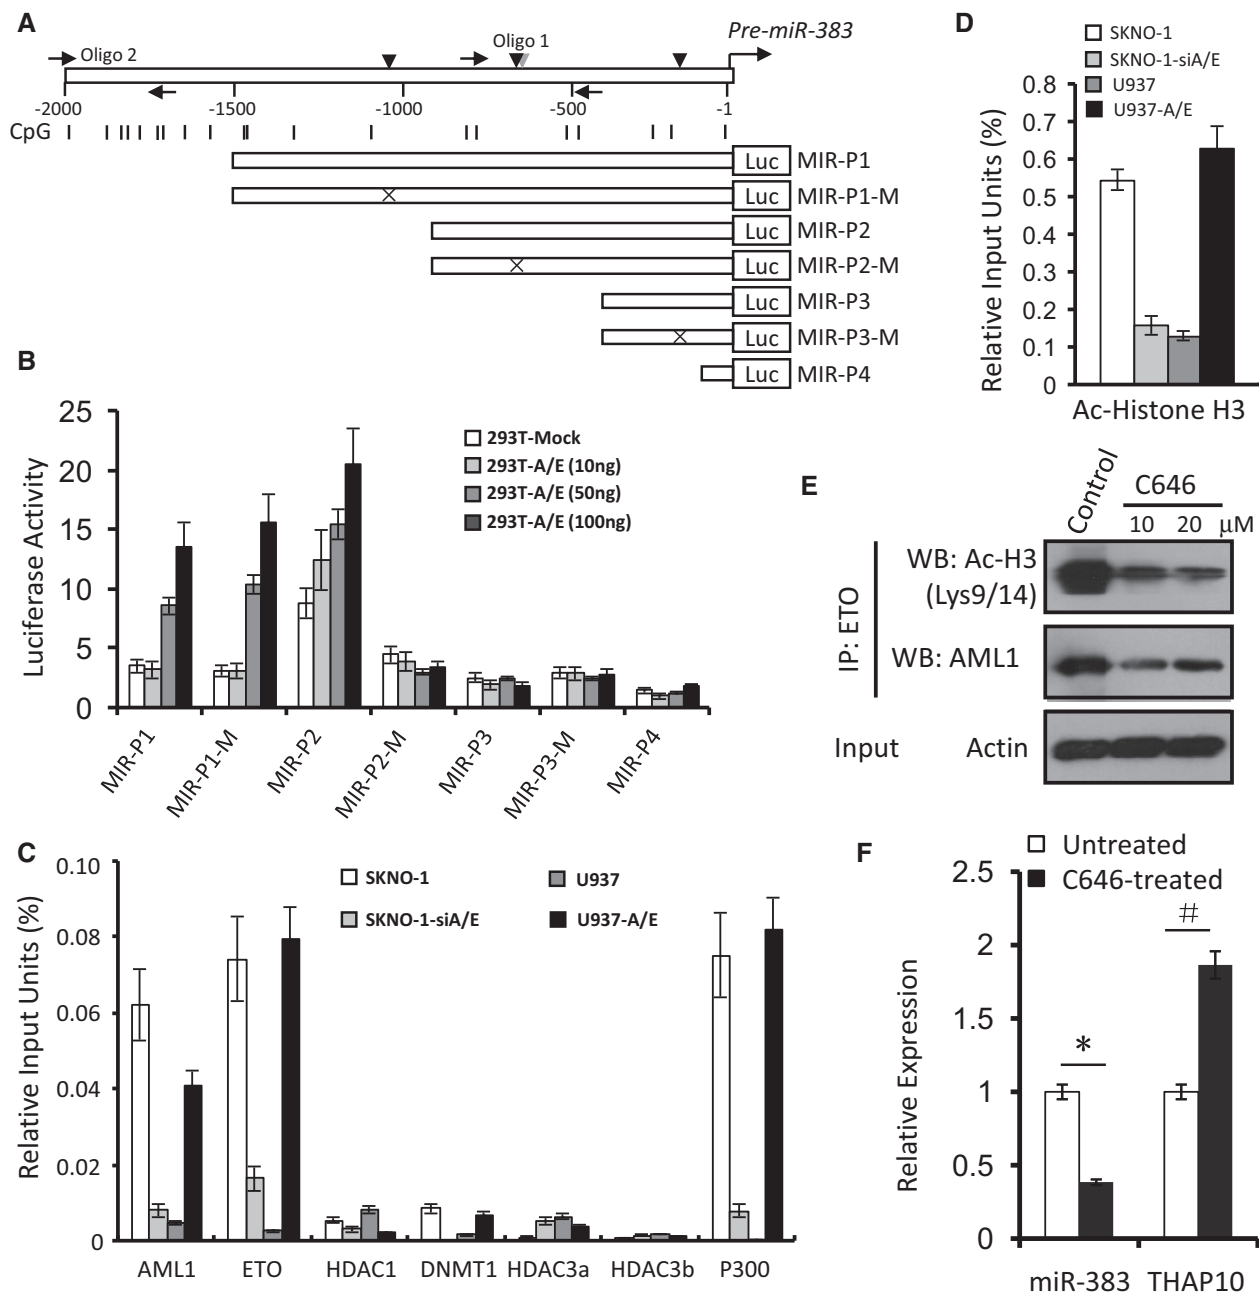 A
Oligo 2
Oligo 1
Pre-miR-383
-2000
-1500
-1000
-500
-1
CpG
Luc MIR-P1
Luc MIR-P1-M
Luc MIR-P2
Luc MIR-P2-M
Luc MIR-P3
Luc MIR-P3-M
Luc MIR-P4
B
Luciferase Activity
25
20
15
10
5
0
293T-Mock
293T-A/E (10ng)
293T-A/E (50ng)
293T-A/E (100ng)
MIR-P1
MIR-P1-M
MIR-P2
MIR-P2-M
MIR-P3
MIR-P3-M
MIR-P4
C
Relative Input Units (%)
0.10
0.08
0.06
0.04
0.02
0
SKNO-1
SKNO-1-siA/E
U937
U937-A/E
AML1
ETO
HDAC1
DNMT1
HDAC3a
HDAC3b
P300
D
SKNO-1
SKNO-1-siA/E
U937
U937-A/E
Relative Input Units (%)
0.8
0.7
0.6
0.5
0.4
0.3
0.2
0.1
0
Ac-Histone H3
E
Control
C646
10 20 μM
IP: ETO
WB: Ac-H3
(Lys9/14)
WB: AML1
Input Actin
F
Untreated
C646-treated
Relative Expression
2.5
2
1.5
1
0.5
0
*
#
miR-383
THAP10